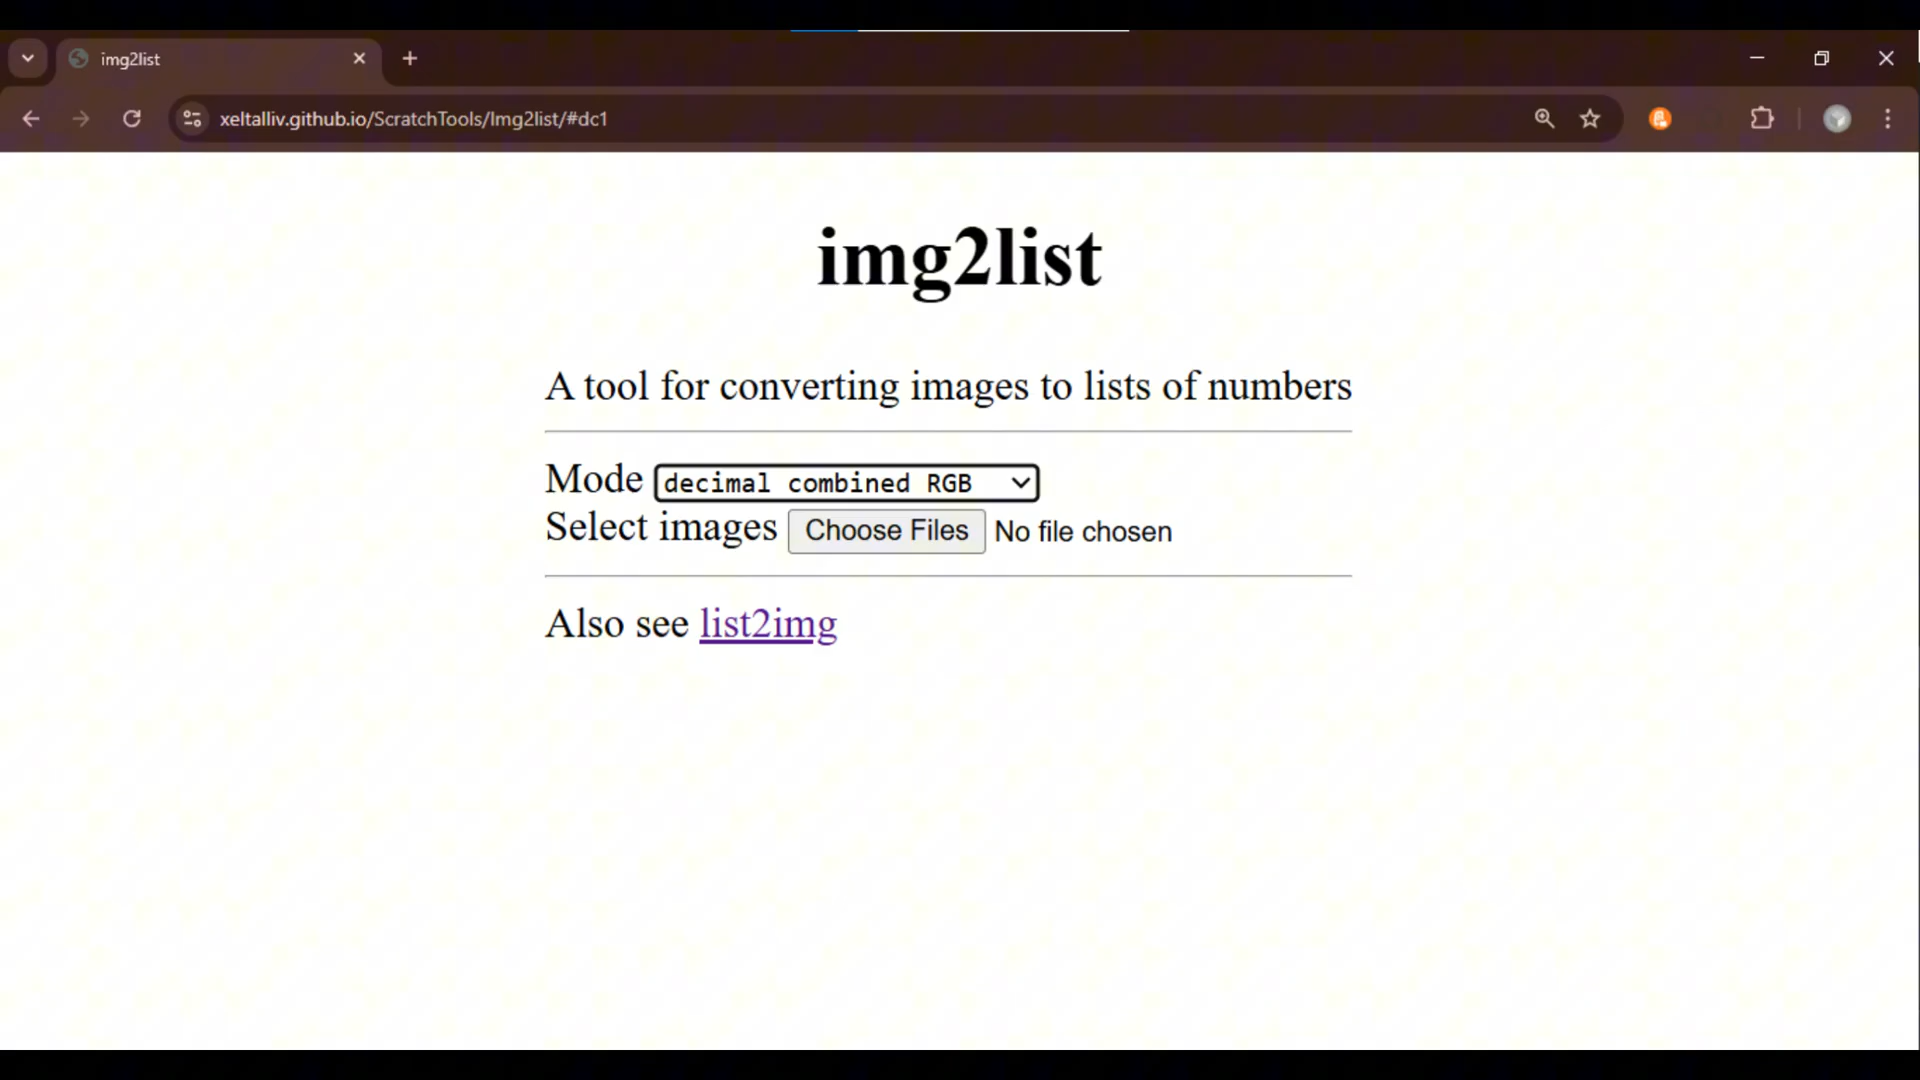 img2list
xeltalliv.github.io/ScratchTools/Img2list/#dc1
img2list
A tool for converting images to lists of numbers
Mode decimal combined RGB
Select images Choose Files No file chosen
Also see list2img